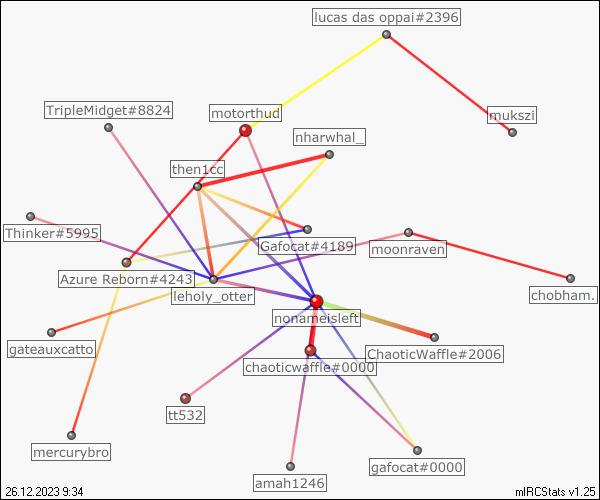 lucas das oppai#2396
TripleMidget#8824
motorthud
mukszi
nharwhal_
then1cc
Thinker#5995
Gafocat#4189
moonraven
Azure Reborn#4243
leholy_otter
chobham.
nonameisleft
gateauxcatto
ChaoticWaffle#2006
chaoticwaffle#0000
tt532
mercurybro
gafocat#0000
amah1246
26.12.2023 9:34
mIRCStats v1.25